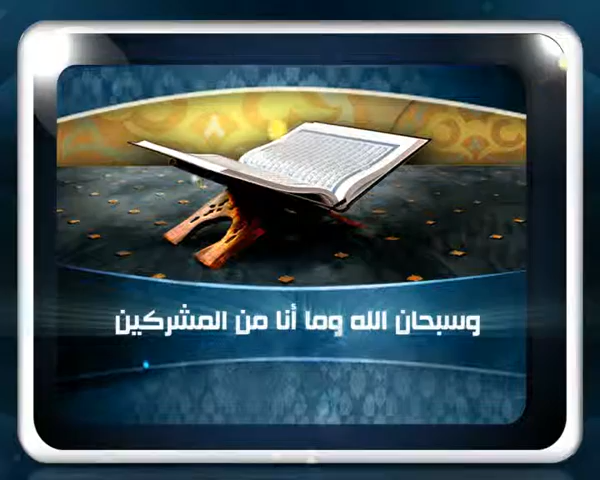 وسبحان الله وما أنا من المشركين